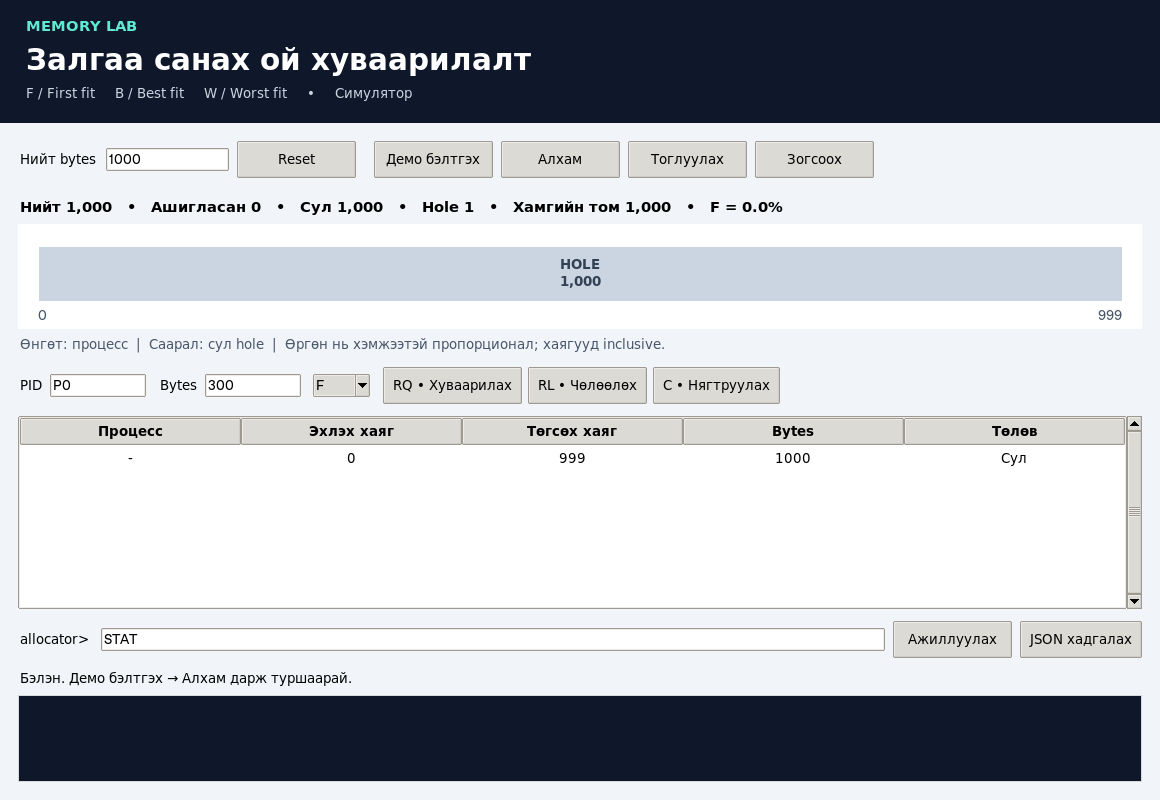 MEMORY LAB
Залгаа санах ой хуваарилалт
F / First fit B / Best fit W / Worst fit • Симулятор
Нийт bytes 1000 Reset Демо бэлтгэх Алхам Тоглуулах Зогсоох
Нийт 1,000 • Ашигласан 0 • Сул 1,000 • Hole 1 • Хамгийн том 1,000 • F = 0.0%
HOLE
1,000
0 999
Өнгөт: процесс | Саарал: сул hole | Өргөн нь хэмжээтэй пропорционал; хаягууд inclusive.
PID P0 Bytes 300 F RQ • Хуваарилах RL • Чөлөөлөх C • Нягтруулах
Процесс Эхлэх хаяг Төгсөх хаяг Bytes Төлөв
- 0 999 1000 Сул
allocator> STAT Ажиллуулах JSON хадгалах
Бэлэн. Демо бэлтгэх → Алхам дарж туршаарай.